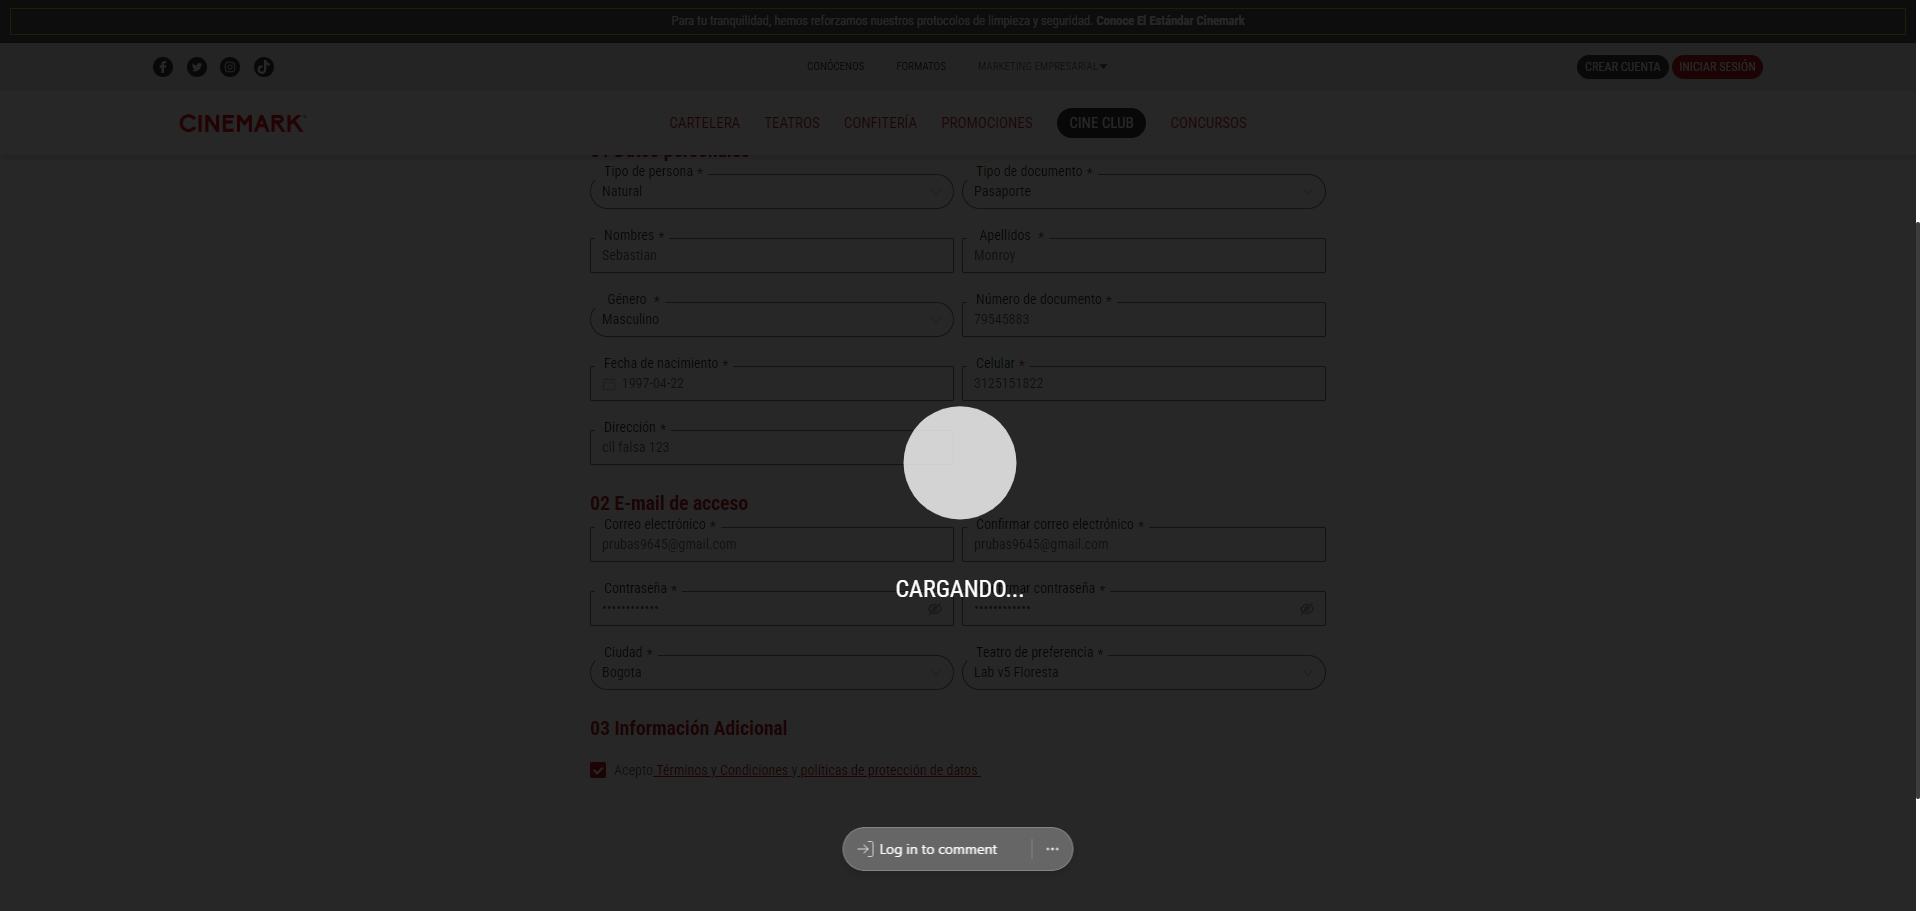 Para tu tranquilidad, hemos reforzamos nuestros protocolos de limpieza y seguridad. Conoce El Estándar Cinemark
CONÓCENOS FORMATOS MARKETING EMPRESARIAL
CREAR CUENTA INICIAR SESIÓN
CINEMARK
CARTELERA TEATROS CONFITERÍA PROMOCIONES CINE CLUB CONCURSOS
Tipo de persona * Tipo de documento *
Natural Pasaporte
Nombres * Apellidos *
Sebastian Monroy
Género * Número de documento *
Masculino 79545883
Fecha de nacimiento * Celular *
1997-04-22 3125151822
Dirección *
cll falsa 123
02 E-mail de acceso
Correo electrónico * Confirmar correo electrónico *
prubas9645@gmail.com prubas9645@gmail.com
CARGANDO...
Contraseña * mar contraseña *
•••••••••••• ••••••••••••
Ciudad * Teatro de preferencia *
Bogota Lab v5 Floresta
03 Información Adicional
Acepto Términos y Condiciones y políticas de protección de datos
Log in to comment